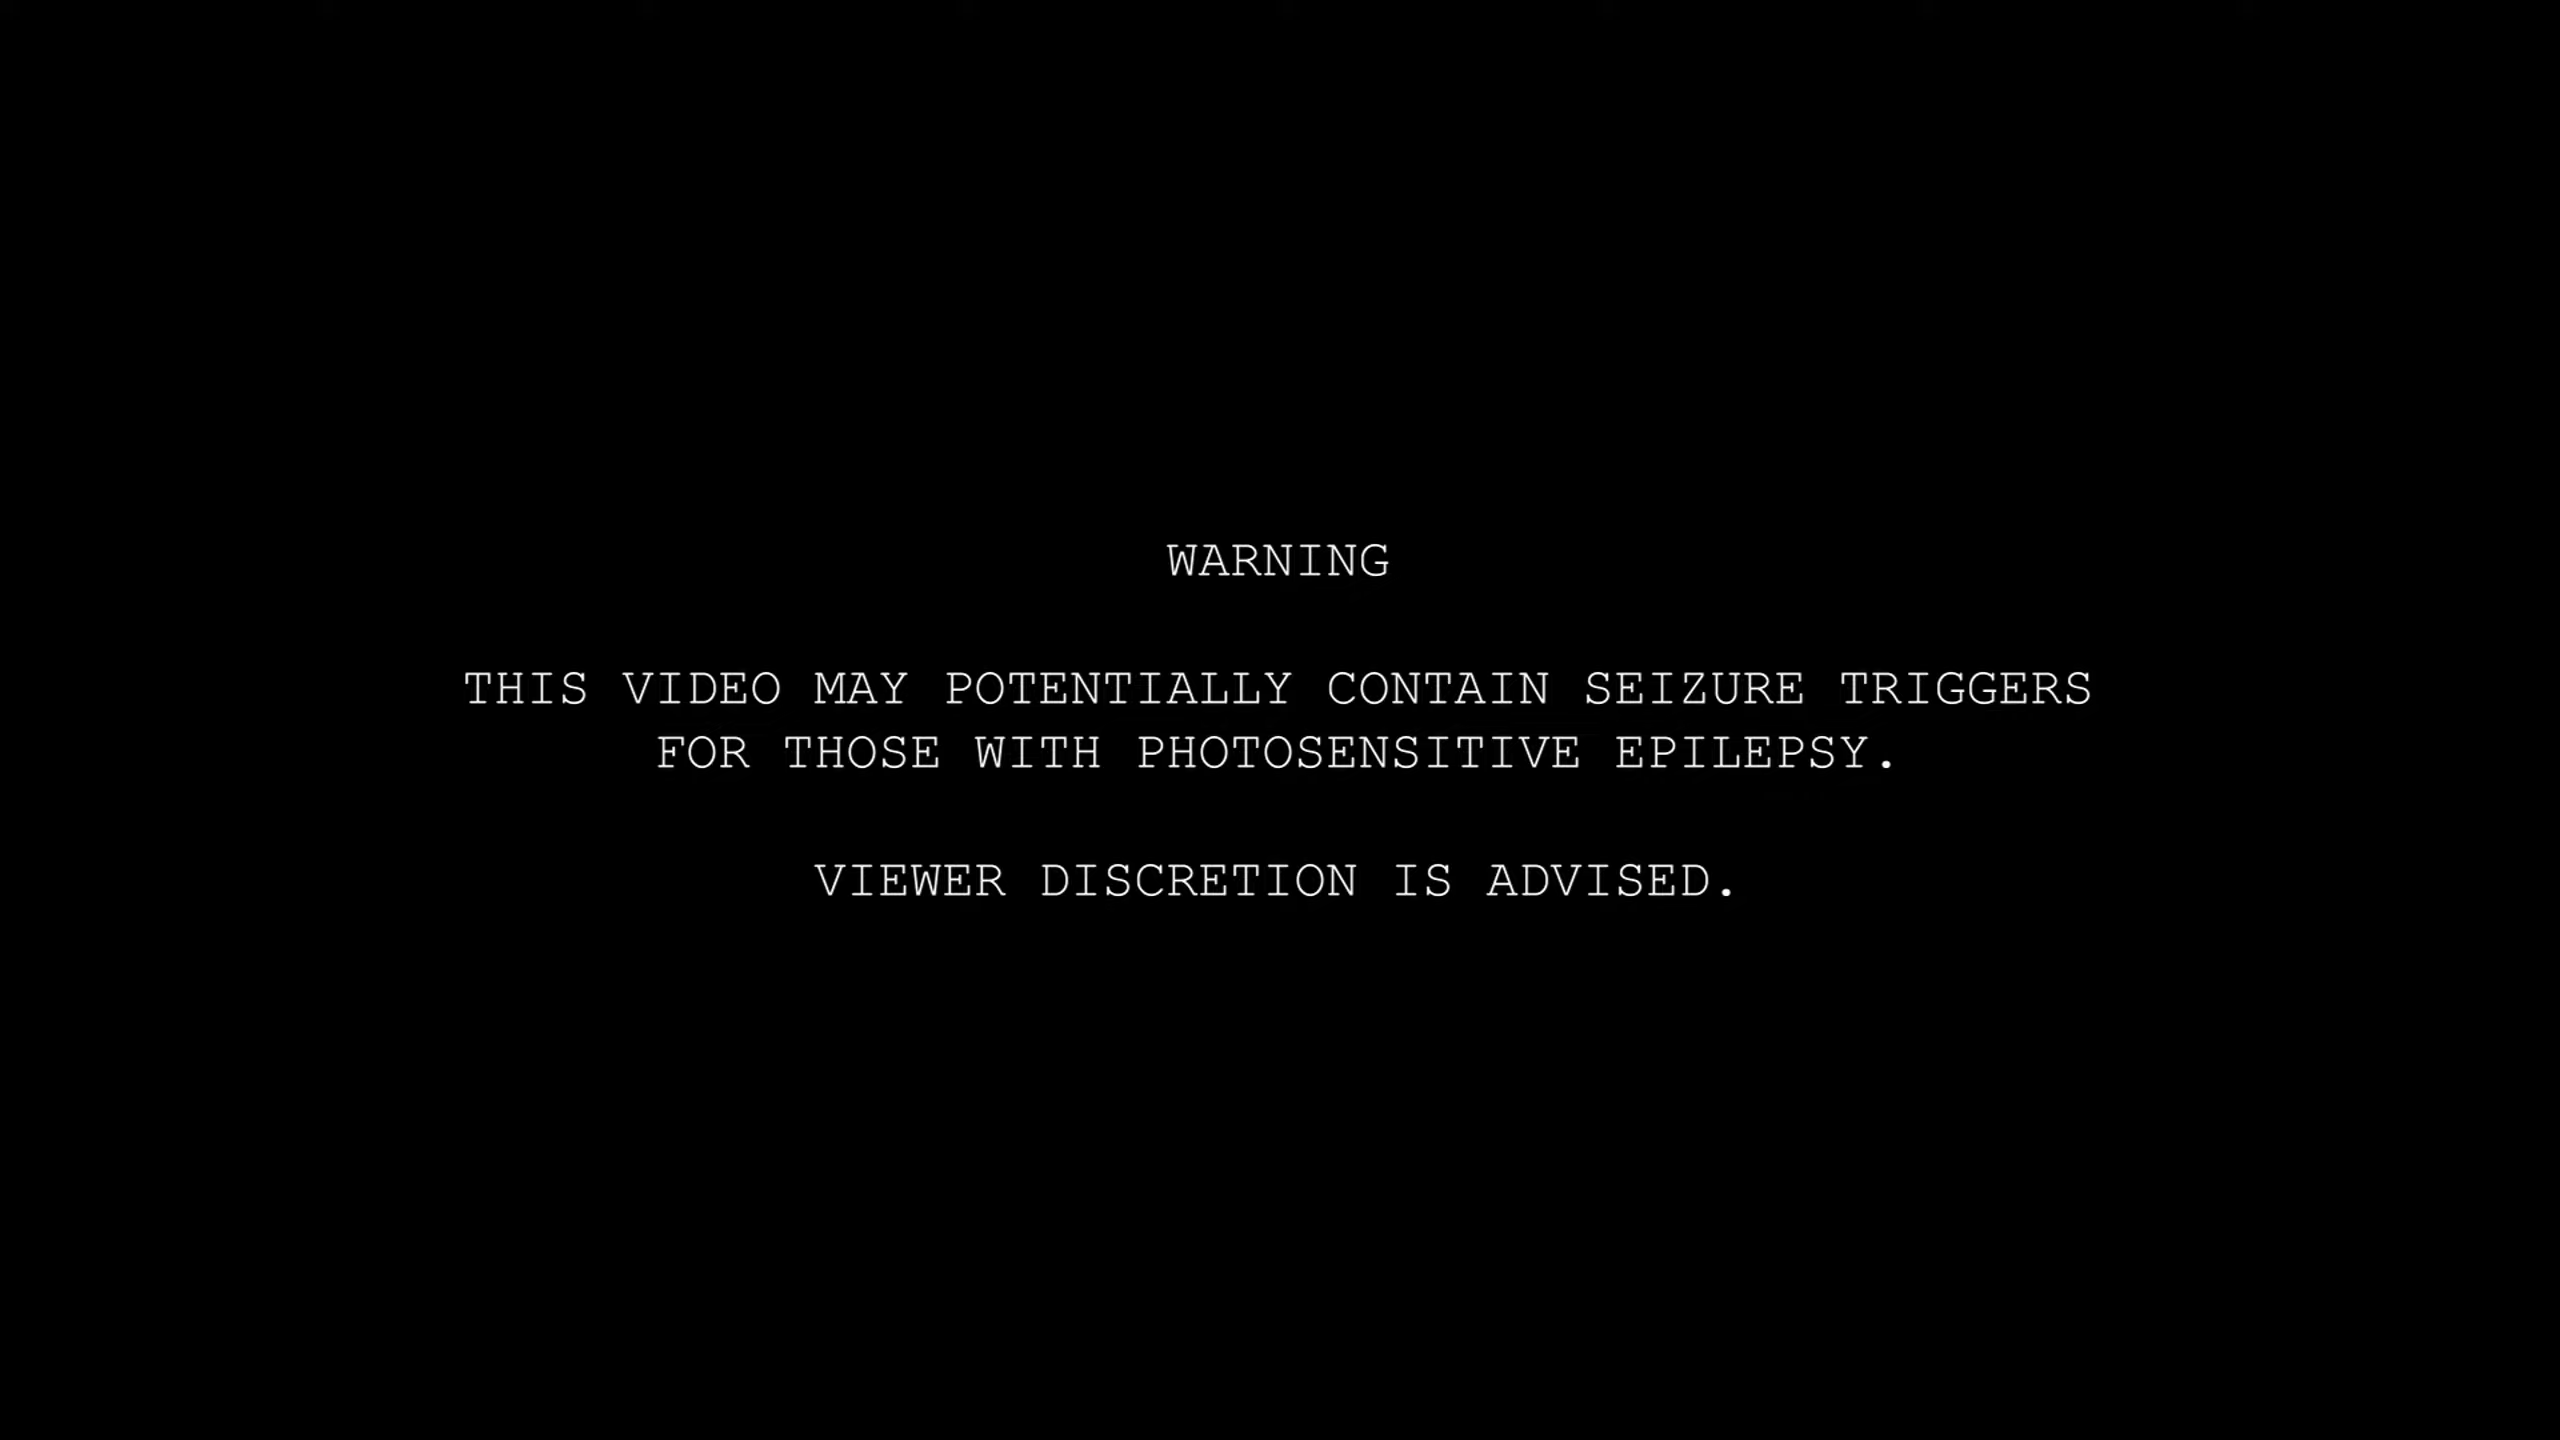 WARNING
THIS VIDEO MAY POTENTIALLY CONTAIN SEIZURE TRIGGERS
FOR THOSE WITH PHOTOSENSITIVE EPILEPSY.
VIEWER DISCRETION IS ADVISED.